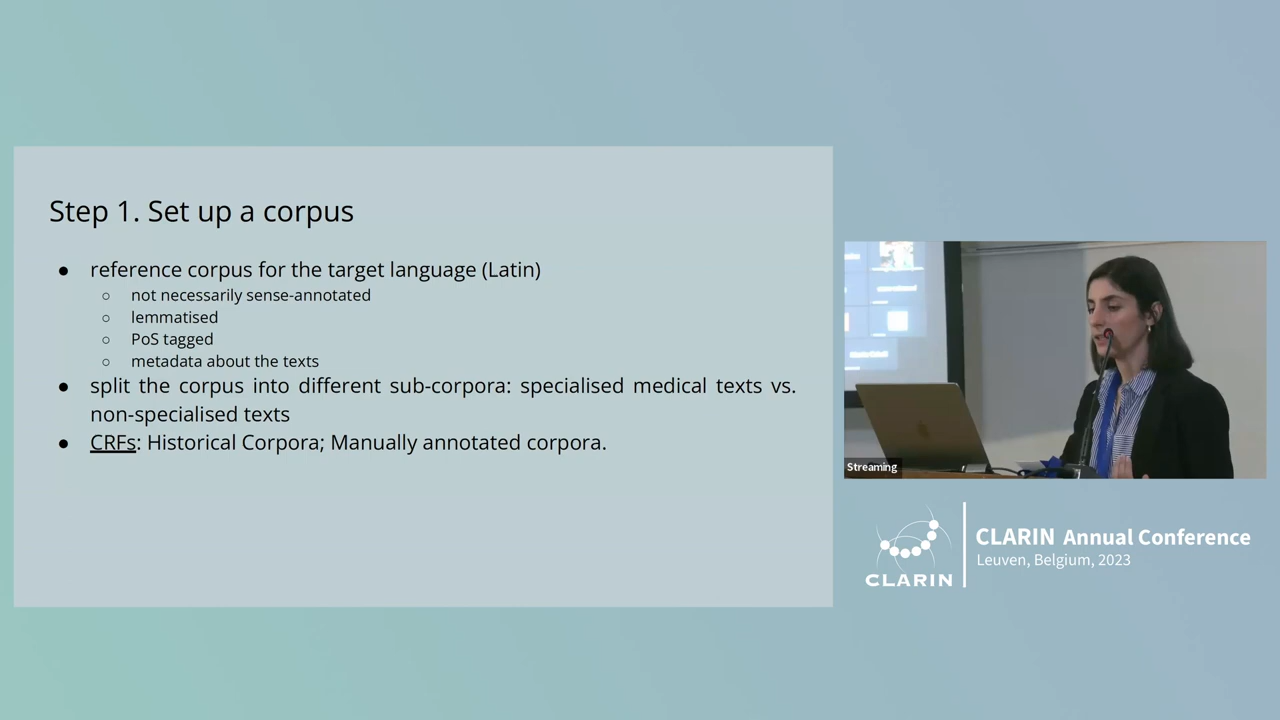 Step 1. Set up a corpus
● reference corpus for the target language (Latin)
○ not necessarily sense-annotated
○ lemmatised
○ PoS tagged
○ metadata about the texts
● split the corpus into different sub-corpora: specialised medical texts vs.
non-specialised texts
● CRFs: Historical Corpora; Manually annotated corpora.
Streaming
CLARIN
CLARIN Annual Conference
Leuven, Belgium, 2023